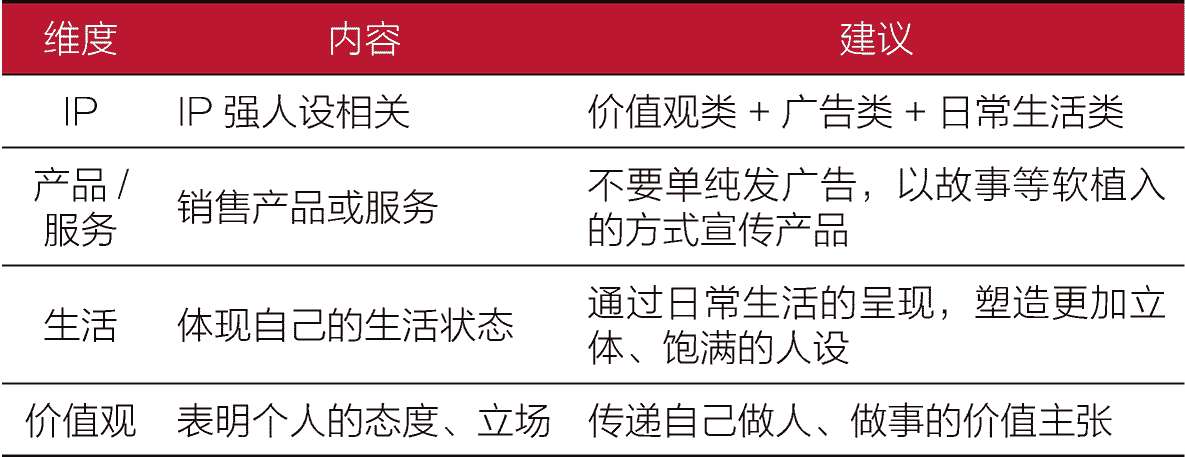 维度 内容 建议
IP IP 强人设相关 价值观类 + 广告类 + 日常生活类
产品 /
服务 销售产品或服务 不要单纯发广告，以故事等软植入
的方式宣传产品
生活 体现自己的生活状态 通过日常生活的呈现，塑造更加立
体、饱满的人设
价值观 表明个人的态度、立场 传递自己做人、做事的价值主张